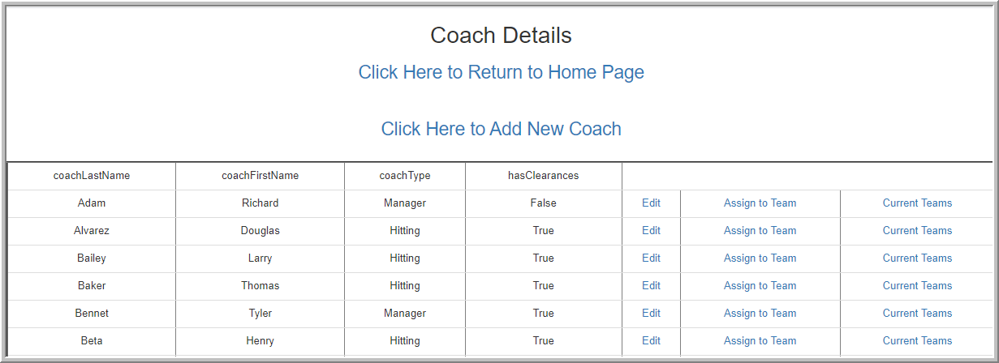 Coach Details
Click Here to Return to Home Page
Click Here to Add New Coach
coachLastName coachFirstName coachType hasClearances
Adam Richard Manager False Edit Assign to Team Current Teams
Alvarez Douglas Hitting True Edit Assign to Team Current Teams
Bailey Larry Hitting True Edit Assign to Team Current Teams
Baker Thomas Hitting True Edit Assign to Team Current Teams
Bennet Tyler Manager True Edit Assign to Team Current Teams
Beta Henry Hitting True Edit Assign to Team Current Teams